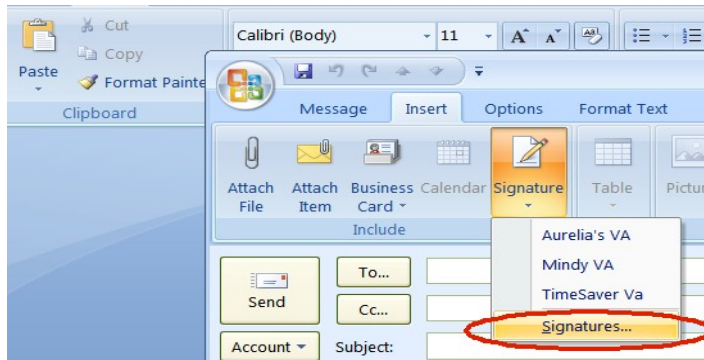 Cut
Calibri (Body) 11 A A Ab
Copy
Paste
Format Painte
Clipboard
Message Insert Options Format Text
Attach File
Attach Item
Business Card
Calendar
Signature
Table
Pictur
Include
Aurelia's VA
Mindy VA
TimeSaver Va
Signatures...
Send
To...
Cc...
Account
Subject: